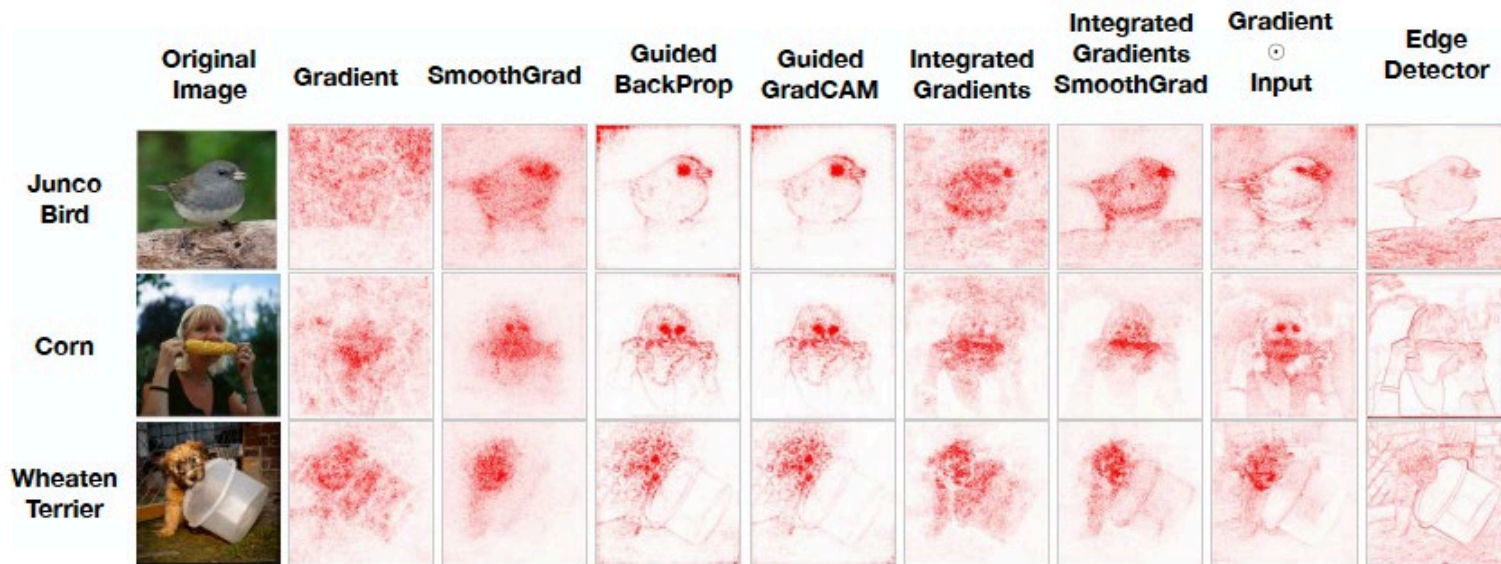 Original
Image
Gradient
SmoothGrad
Guided
BackProp
Guided
GradCAM
Integrated
Gradients
Integrated
Gradients
SmoothGrad
Gradient
⊙
Input
Edge
Detector
Junco
Bird
Corn
Wheaten
Terrier